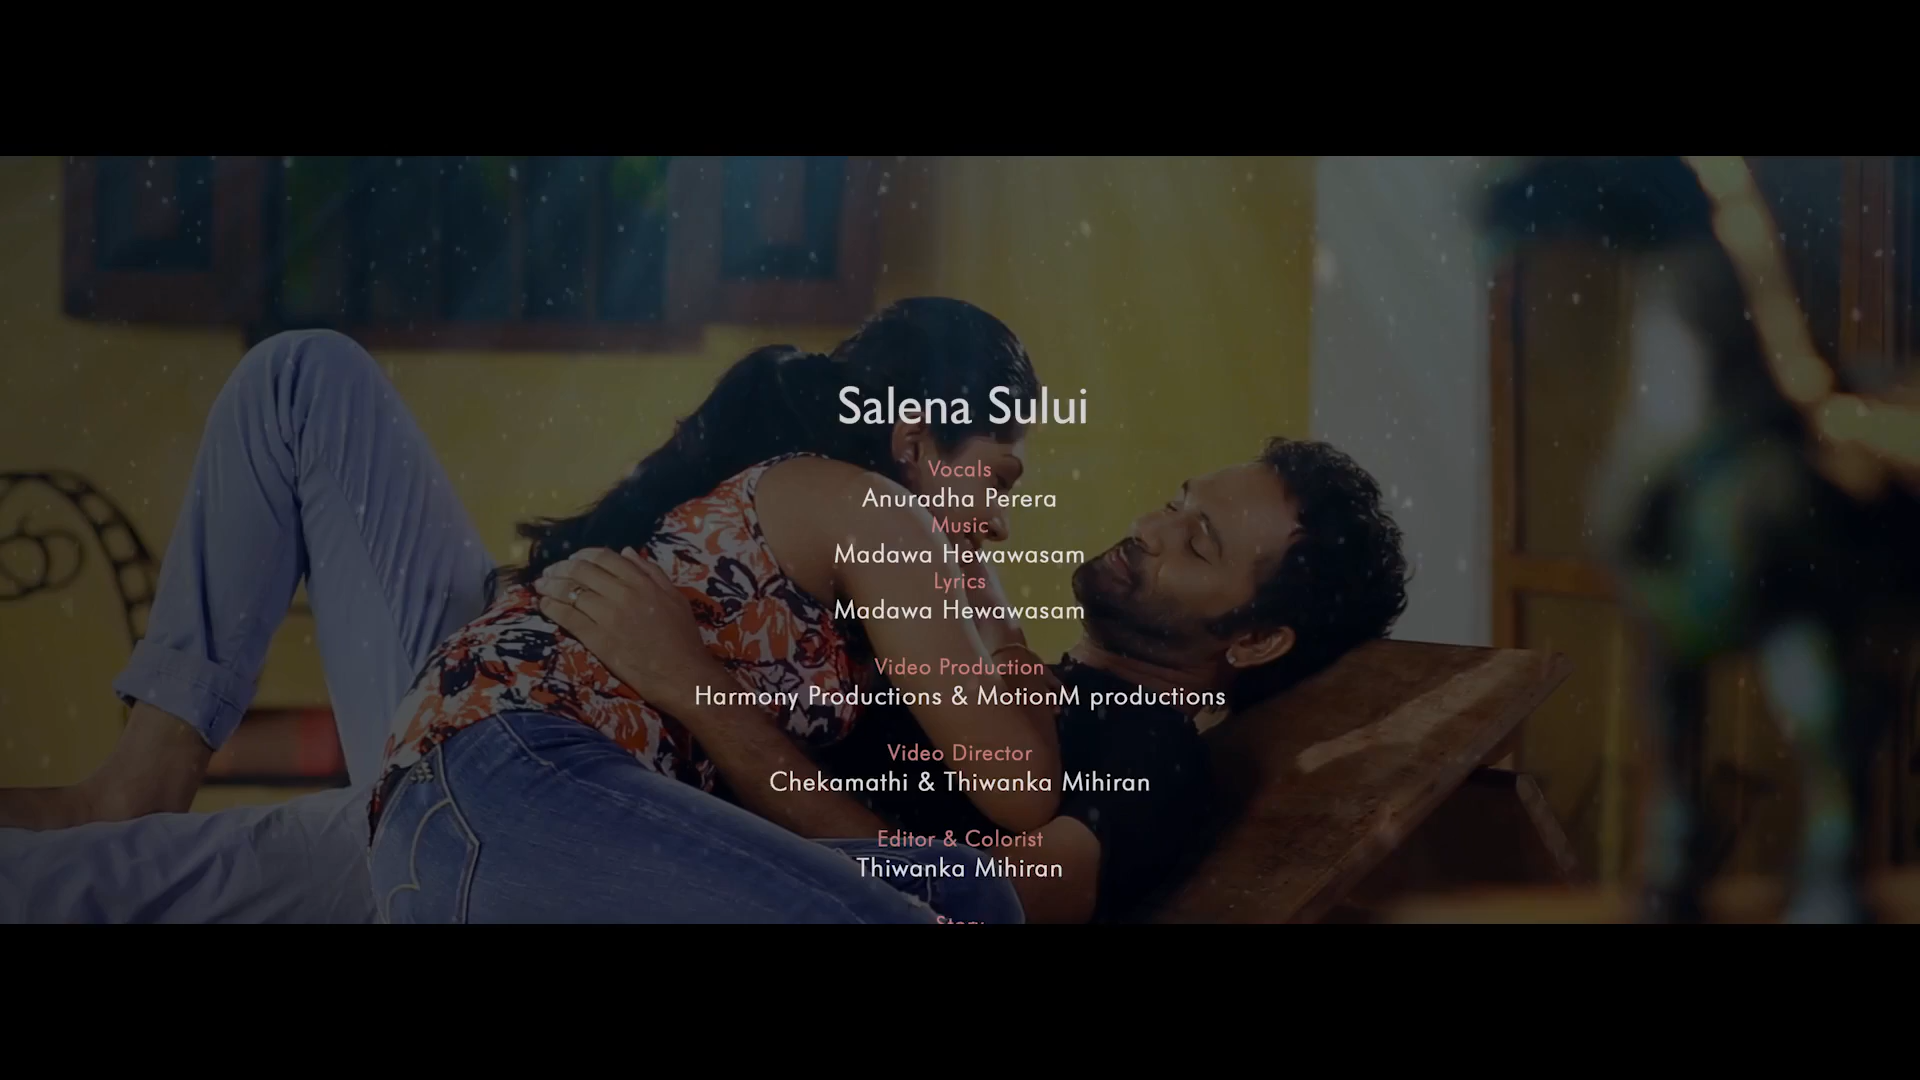 Salena Sului
Vocals
Anuradha Perera
Music
Madawa Hewawasam
Lyrics
Madawa Hewawasam
Video Production
Harmony Productions & MotionM productions
Video Director
Chekamathi & Thiwanka Mihiran
Editor & Colorist
Thiwanka Mihiran
Story